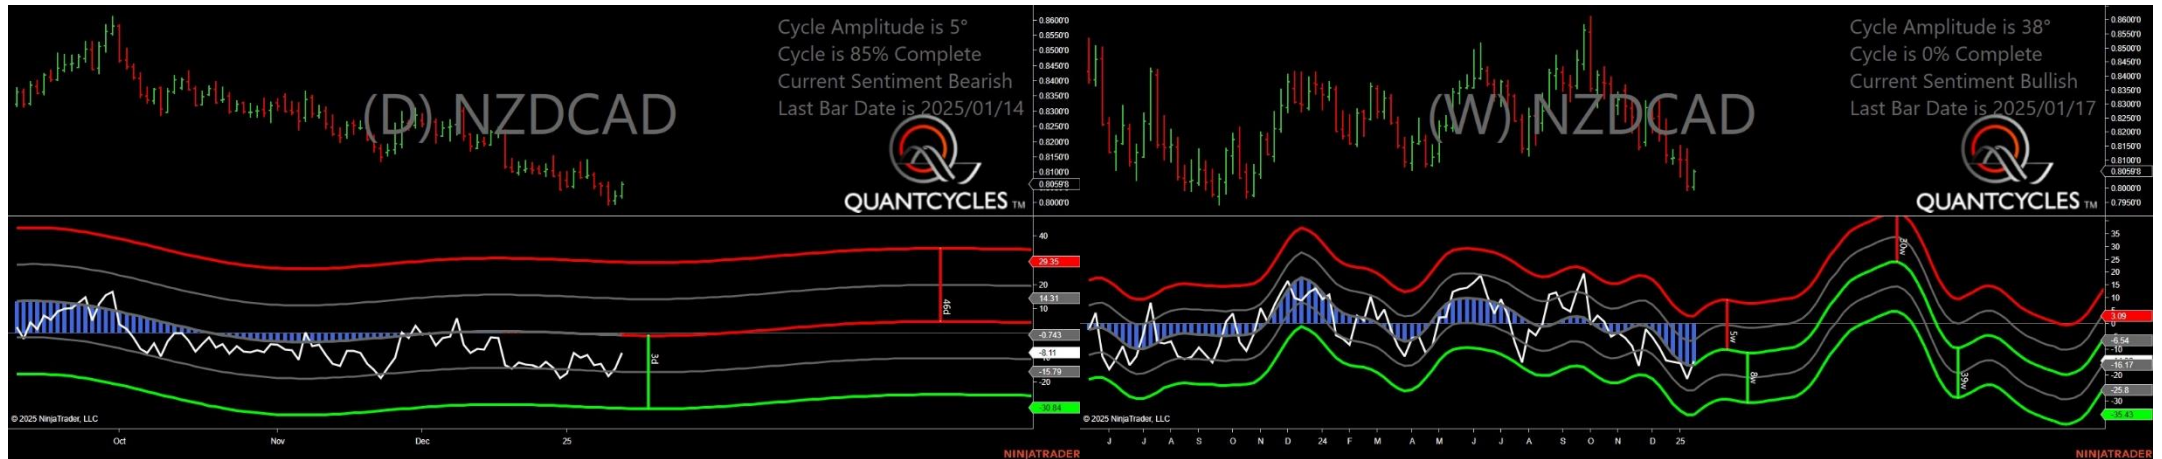 Cycle Amplitude is 5°
Cycle is 85% Complete
Current Sentiment Bearish
Last Bar Date is 2025/01/14
(D) NZDCAD
QUANTCYCLES TM
0.8600'0
0.8550'0
0.8500'0
0.8450'0
0.8400'0
0.8350'0
0.8300'0
0.8250'0
0.8200'0
0.8150'0
0.8100'0
0.8059'8
0.8000'0
40
29.35
20
14.31
10
-0.743
-8.11
-15.79
-20
-30.84
46d
3d
© 2025 NinjaTrader, LLC
Oct Nov Dec 25
NINJATRADER
Cycle Amplitude is 38°
Cycle is 0% Complete
Current Sentiment Bullish
Last Bar Date is 2025/01/17
(W) NZDCAD
QUANTCYCLES TM
0.8600'0
0.8550'0
0.8500'0
0.8450'0
0.8400'0
0.8350'0
0.8300'0
0.8250'0
0.8200'0
0.8150'0
0.8100'0
0.8059'8
0.8000'0
0.7950'0
35
30
25
20
15
10
3.09
0
-6.54
-10
-16.17
-20
-25.8
-30
-35.43
5w
8w
30w
39w
© 2025 NinjaTrader, LLC
J J A S O N D 24 F M A M J J A S O N D 25
NINJATRADER